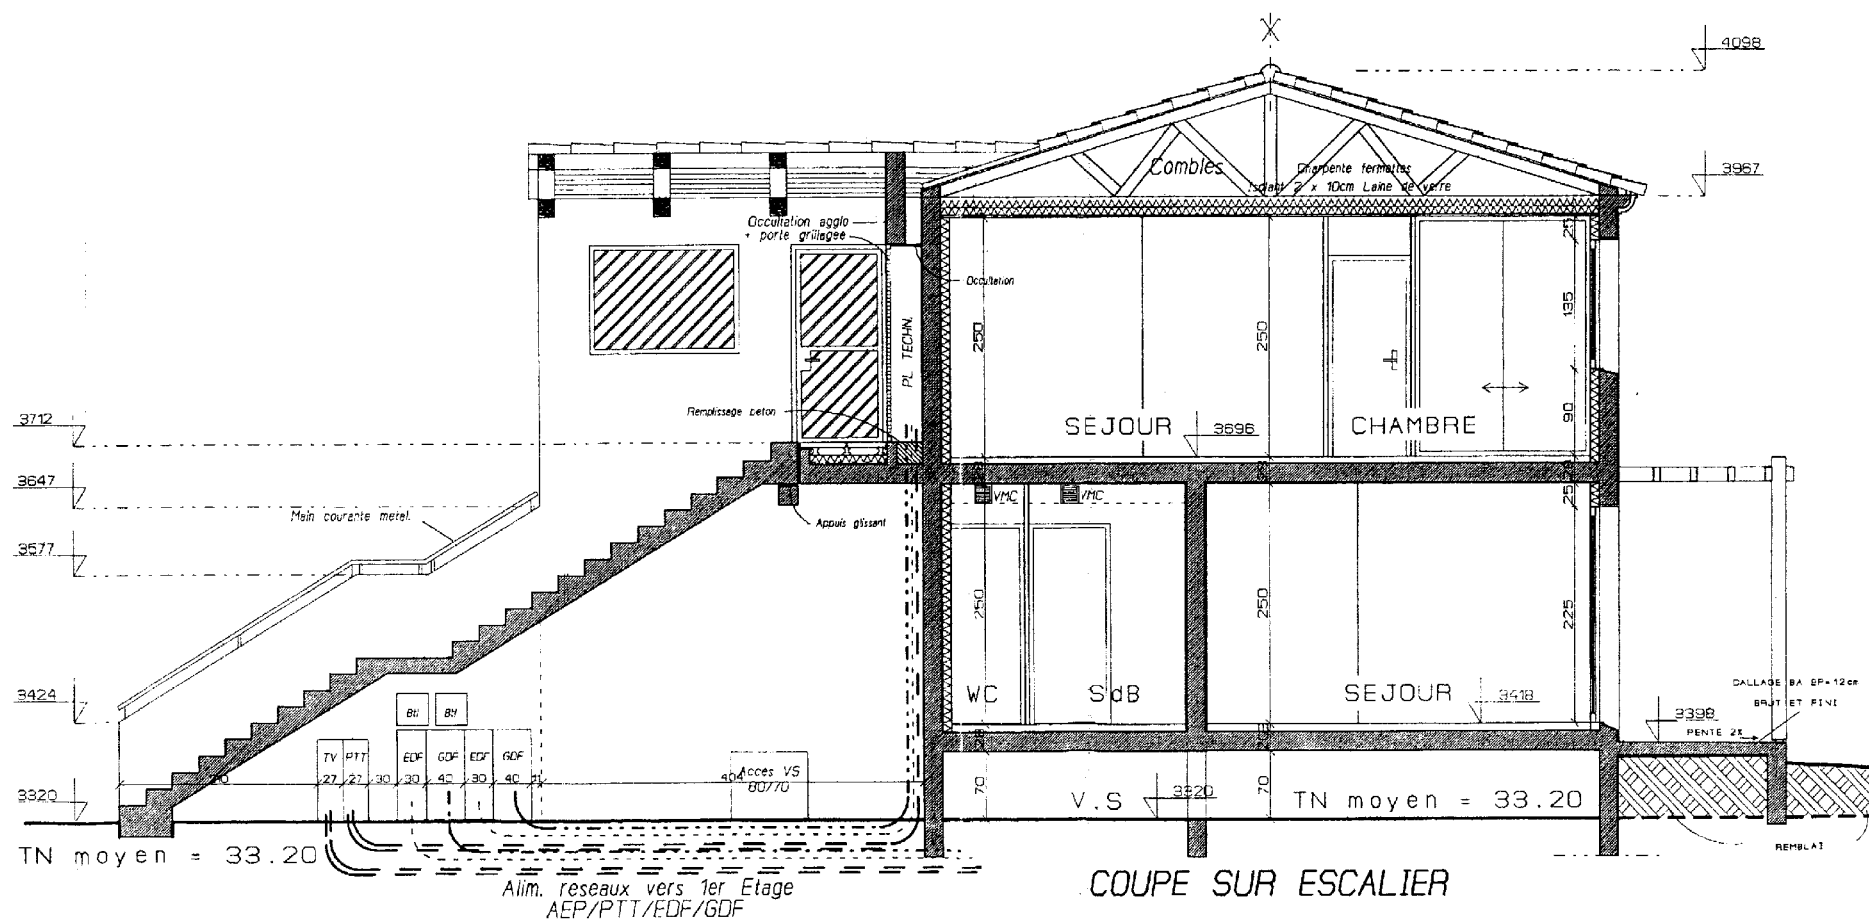 4098
3967
Combles
Charpente fermettes
Isolant 2 x 10cm Laine de verre
Occultation agglo
+ porte grillagee
Occultation
PL. TECHN.
250
250
25
135
90
Remplissage beton
SEJOUR
3696
CHAMBRE
3712
3647
3577
3424
3320
Main courante metal.
Appuis glissant
VMC
VMC
250
250
25
225
WC
SdB
SEJOUR
3418
DALLAGE BA EP=12cm
BRUT ET FINI
3398
PENTE 2%
TV
PTT
EDF
GDF
EDF
GDF
27
27
30
30
40
30
40
11
404
Acces VS
80/70
70
70
V.S
3320
TN moyen = 33.20
TN moyen = 33.20
REMBLAI
Alim. reseaux vers 1er Etage
AEP/PTT/EDF/GDF
COUPE SUR ESCALIER